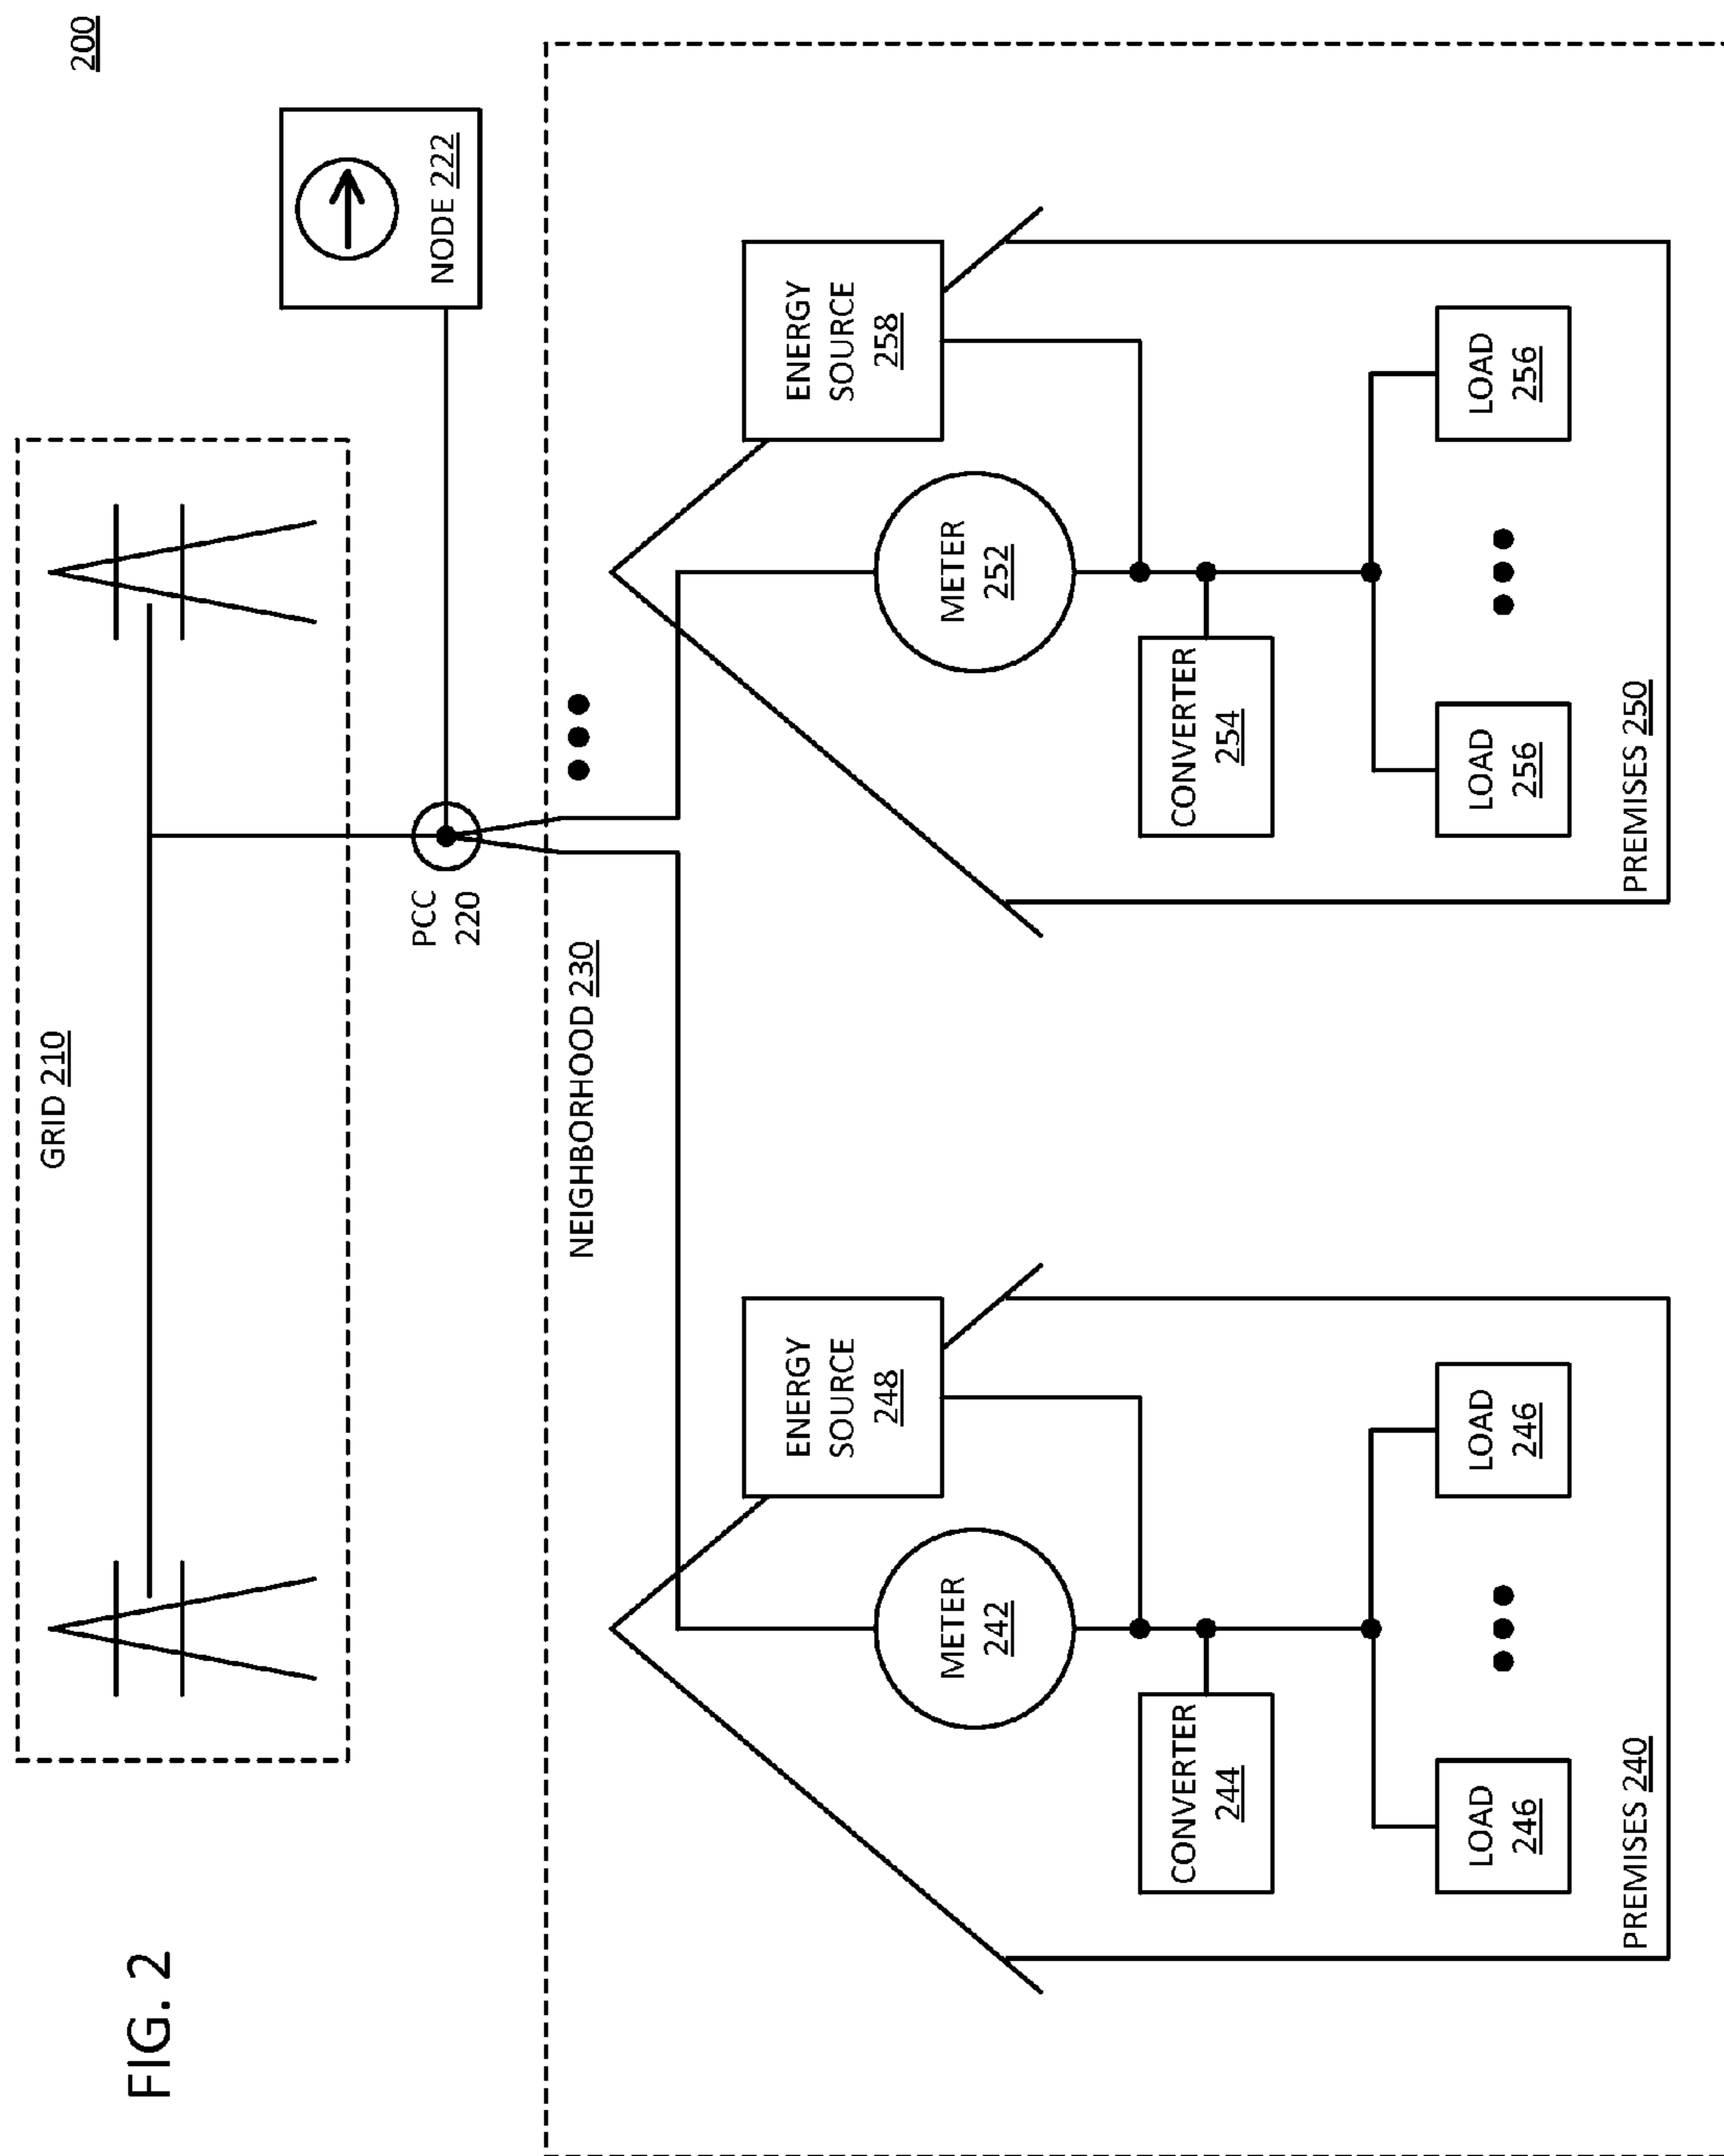 FIG. 2
200
GRID 210
PCC
220
NODE 222
NEIGHBORHOOD 230
ENERGY
SOURCE
248
METER
242
CONVERTER
244
LOAD
246
LOAD
246
PREMISES 240
ENERGY
SOURCE
258
METER
252
CONVERTER
254
LOAD
256
LOAD
256
PREMISES 250